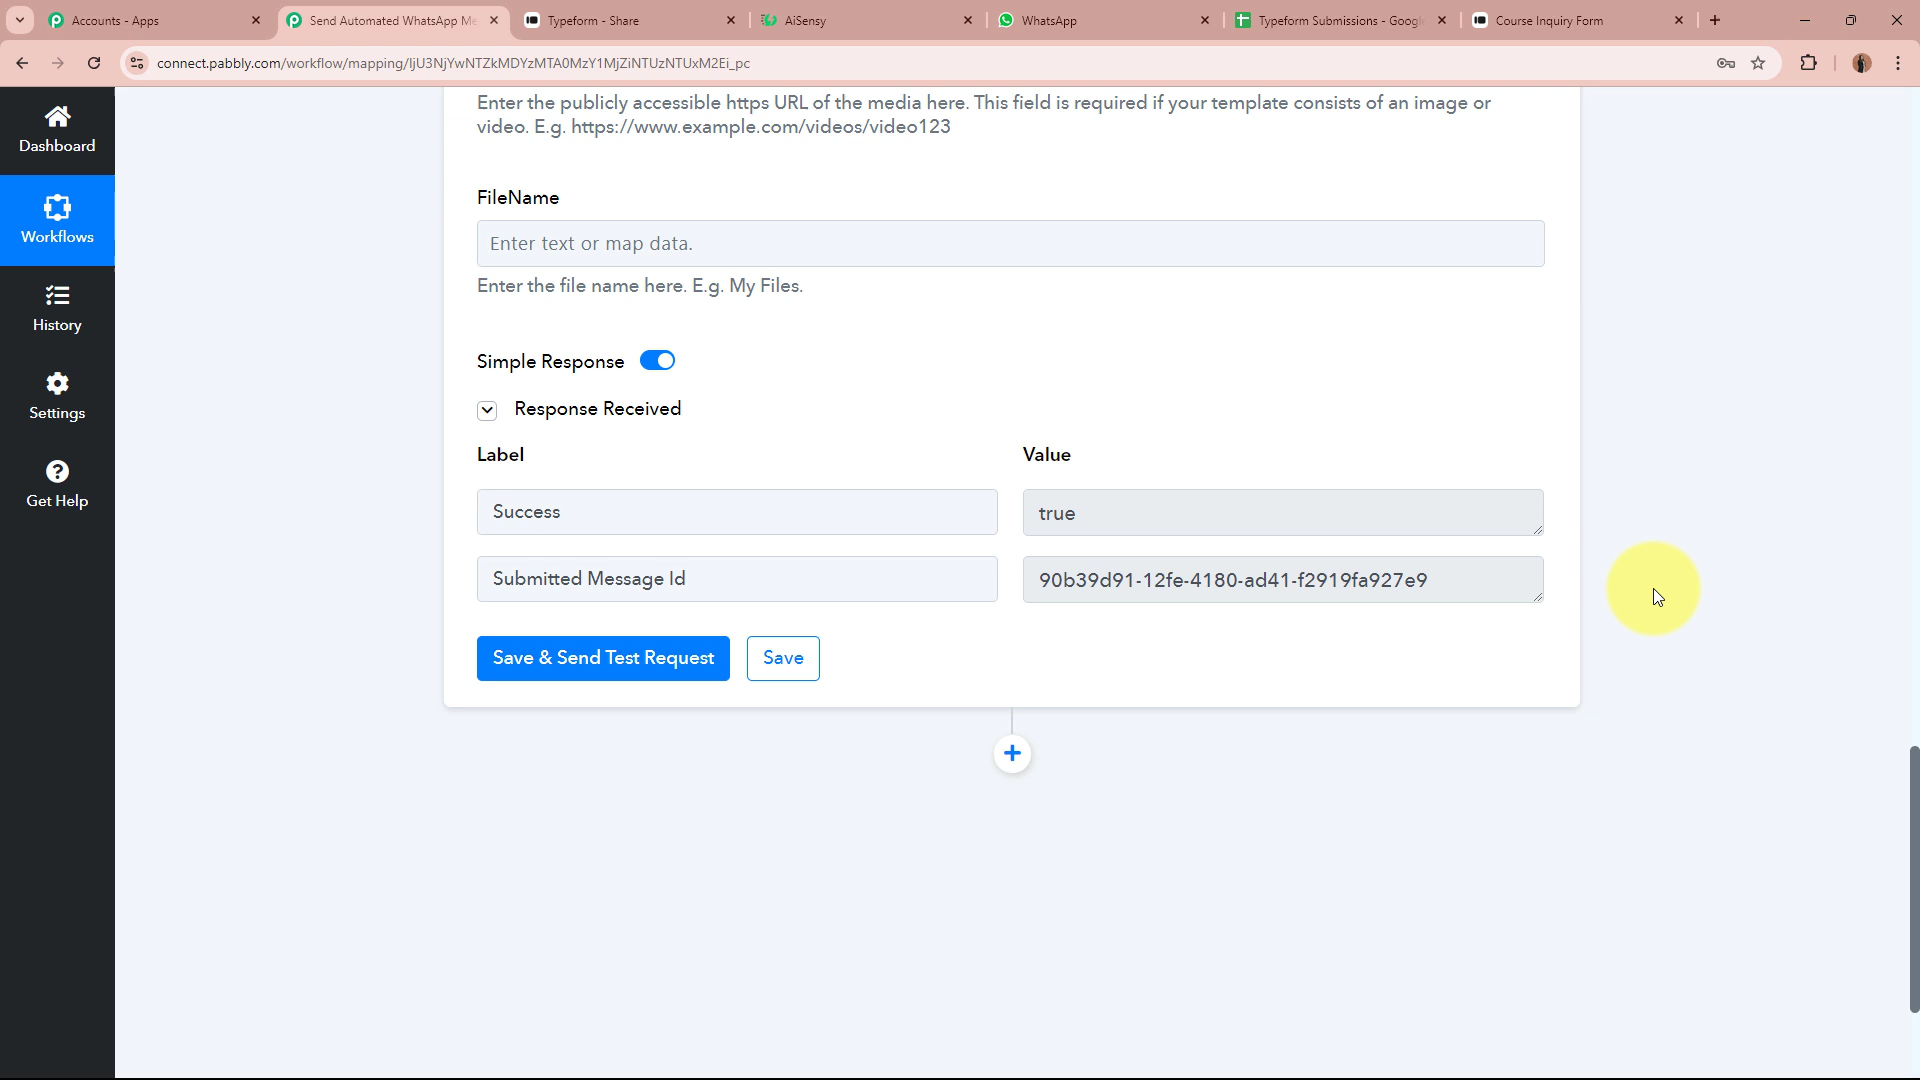 Accounts - Apps
Send Automated WhatsApp Me
Typeform - Share
AiSensy
WhatsApp
Typeform Submissions - Googl
Course Inquiry Form
connect.pabbly.com/workflow/mapping/IjU3NjYwNTZkMDYzMTA0MzY1MjZiNTUzNTUxM2Ei_pc
Dashboard
Workflows
History
Settings
Get Help
Enter the publicly accessible https URL of the media here. This field is required if your template consists of an image or
video. E.g. https://www.example.com/videos/video123
FileName
Enter text or map data.
Enter the file name here. E.g. My Files.
Simple Response
Response Received
Label
Value
Success
true
Submitted Message Id
90b39d91-12fe-4180-ad41-f2919fa927e9
Save & Send Test Request
Save